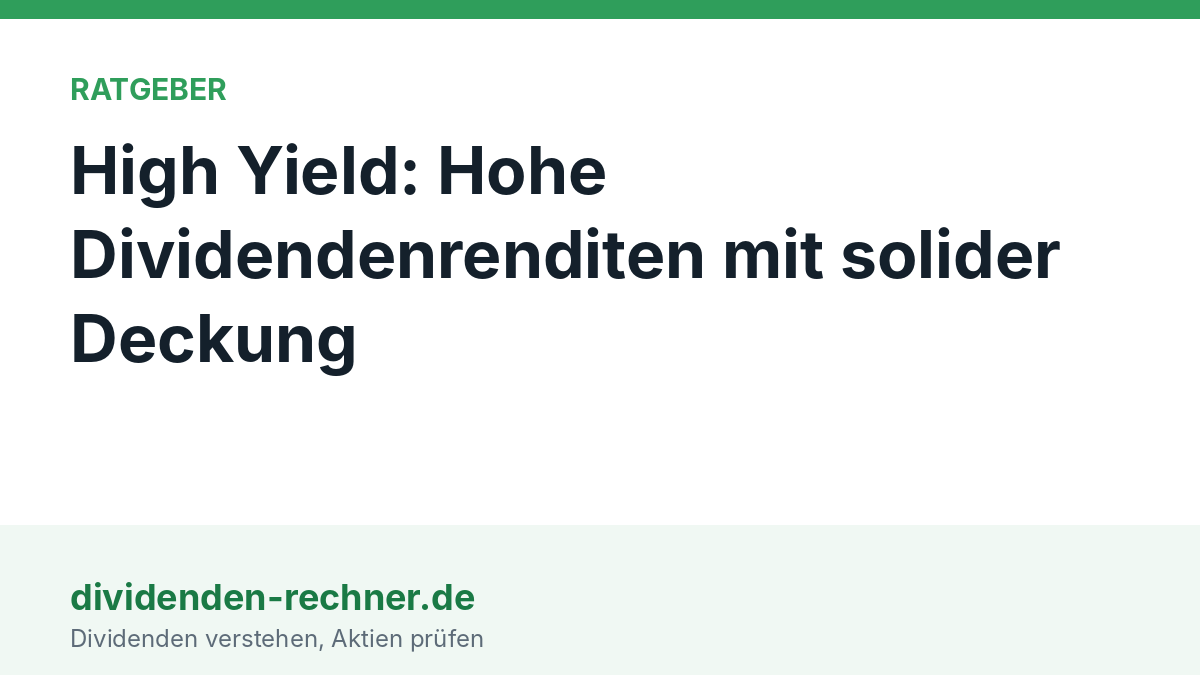 RATGEBER
High Yield: Hohe
Dividendenrenditen mit solider
Deckung
dividenden-rechner.de
Dividenden verstehen, Aktien prüfen